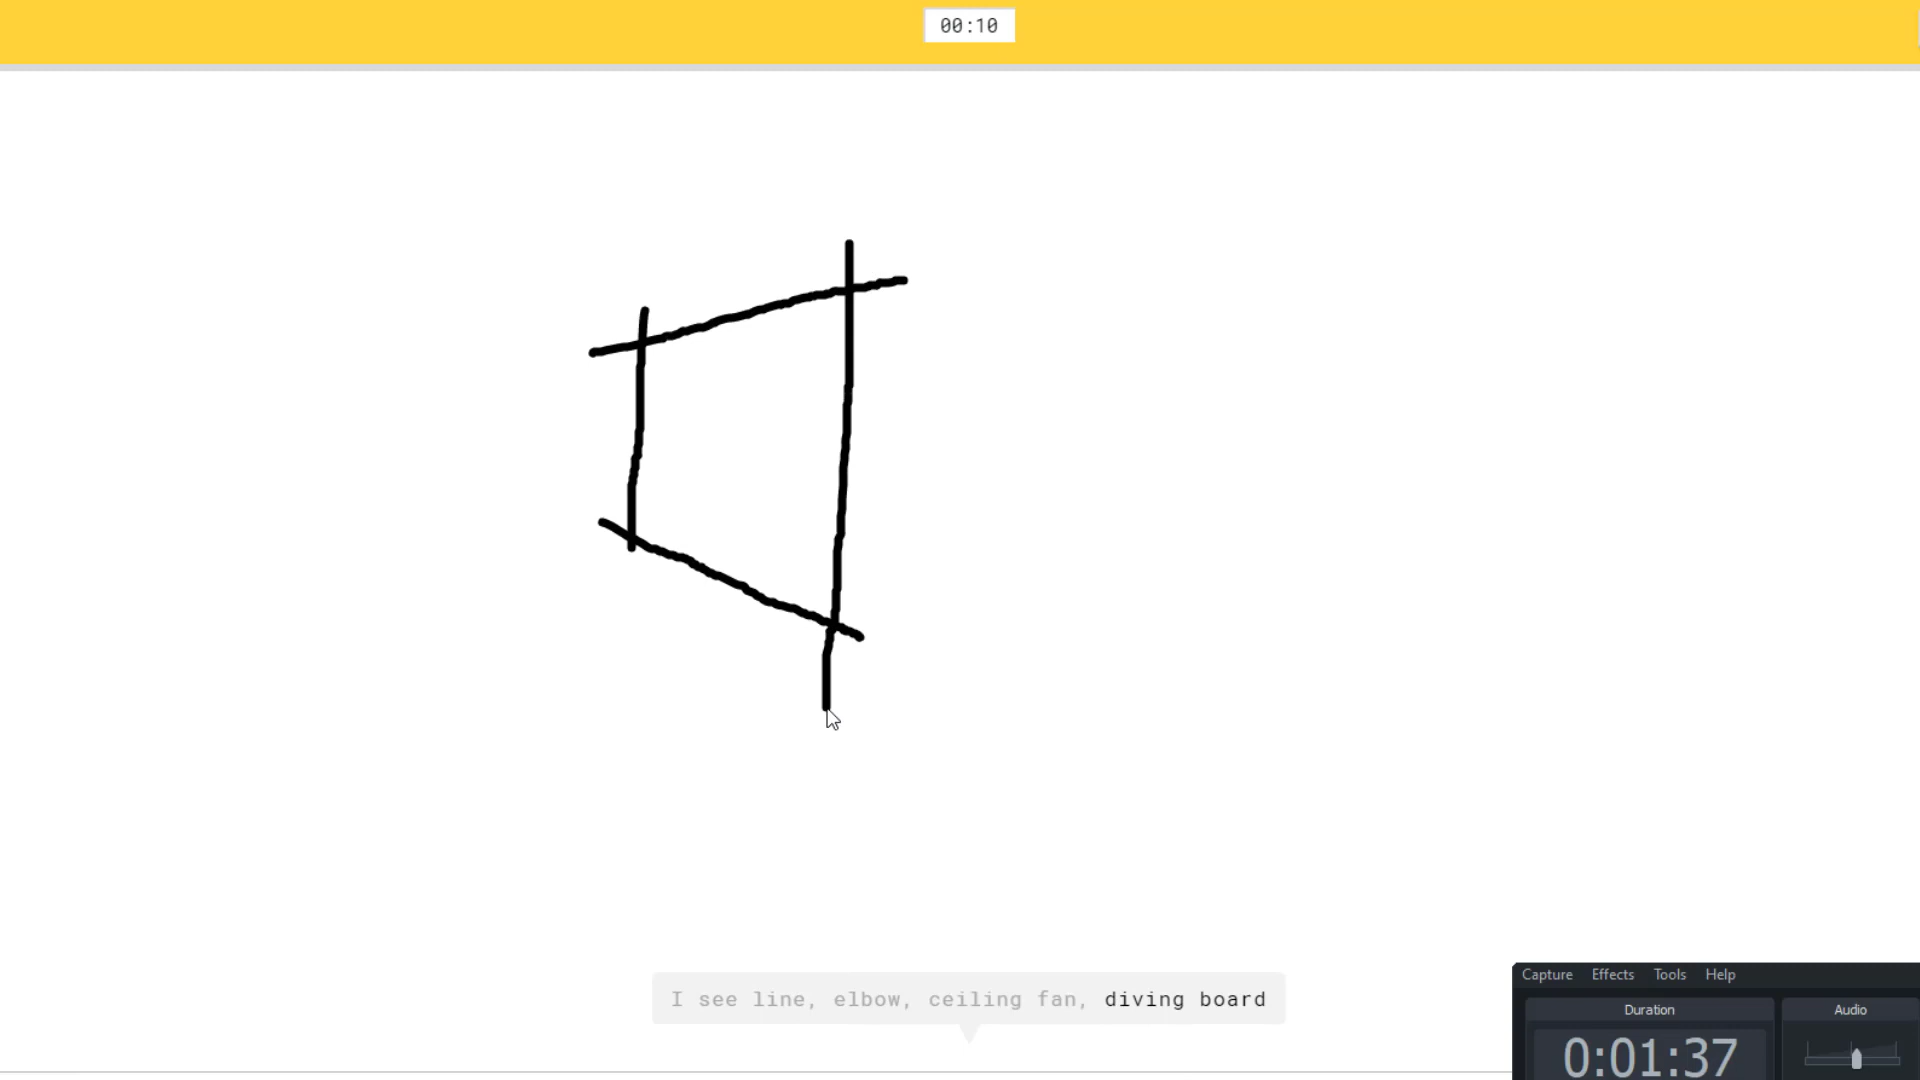 00:10
I see line, elbow, ceiling fan, diving board
Capture Effects Tools Help
Duration Audio
0:01:37